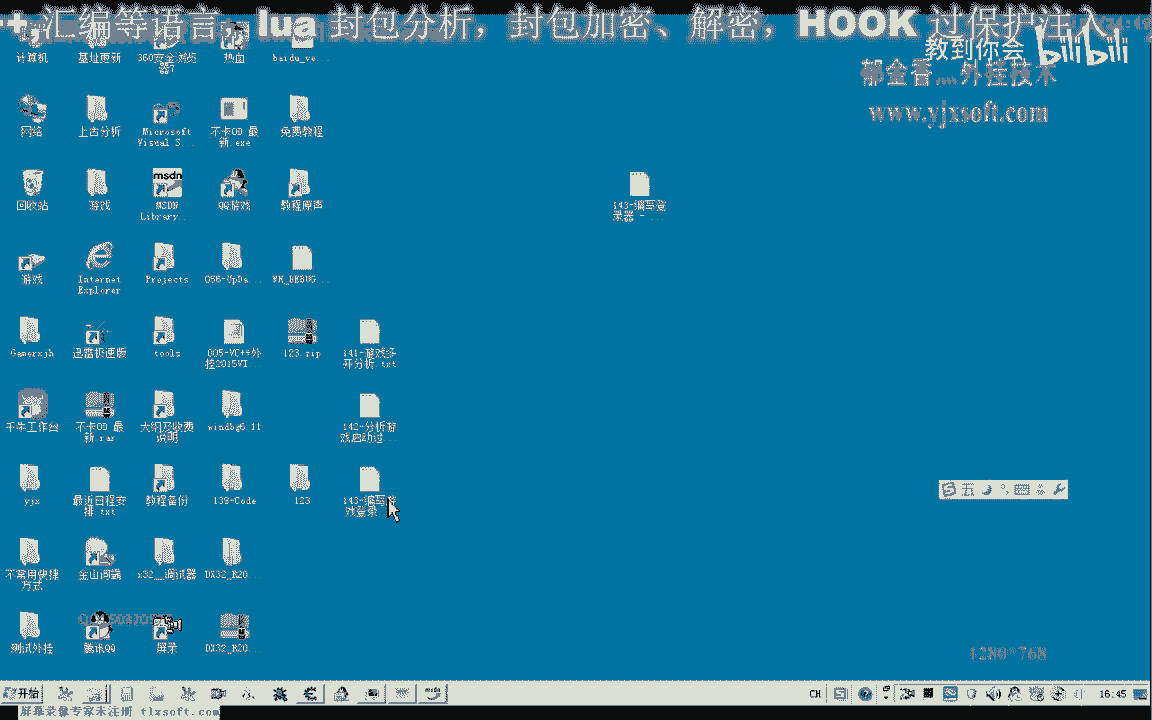 +,汇编等语言，lua 封包分析，封包加密、解密，HOOK 过保护注入，
教到你会
bilibili
郁金香灬外挂技术
www.yjxsoft.com
计算机
基址更新
360安全浏览器7
热血
baidu_ve...
网络
上古分析
Microsoft Visual S...
不卡OD 最新.exe
免费教程
回收站
游戏
msdn
MSDN Library...
QQ游戏
教程原声
143-编写登录器 - ...
游戏
Internet Explorer
Projects
056-UpDa...
WM_DEBUG...
Gamerxjh
迅雷极速版
tools
005-VC++外挂2015VI...
123.zip
141-游戏多开分析.txt
千牛工作台
不卡OD 最新.rar
大纲及收费说明
windbg6.11
142-分析游戏启动过...
yjx
最近日程安排.txt
教程备份
139-Code
123
143-编写游戏登录...
五
不常用快捷方式
金山词霸
x32__调试器
DX32_R20...
测试外挂
腾讯QQ
屏录
DX32_R20...
1280*768
开始
msdn
CH
16:45
屏幕录像专家未注册 tlxsoft.com